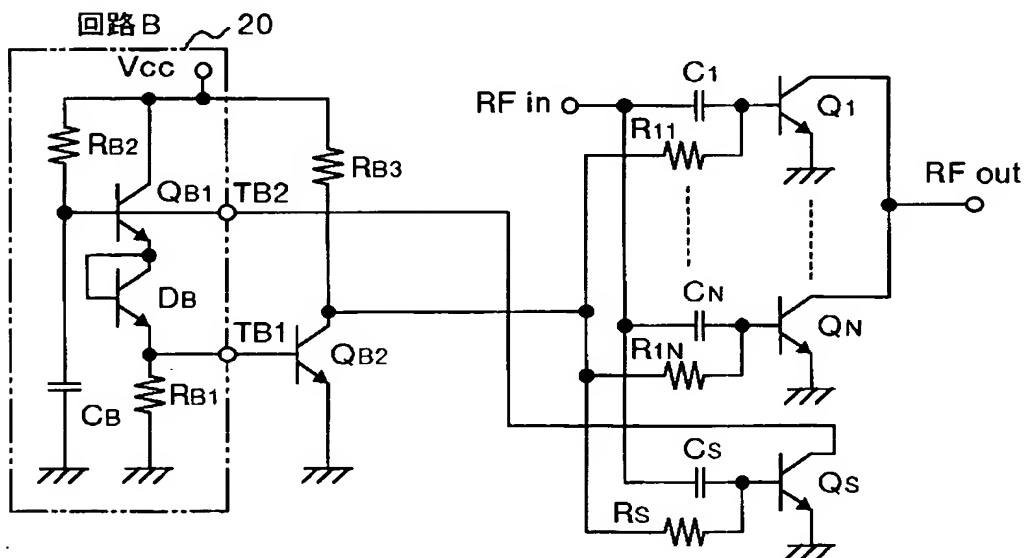 回路B 20
Vcc
RB2
QB1
TB2
RB3
DB
TB1
QB2
CB
RB1
RF in
C1
Q1
R11
RF out
CN
QN
R1N
CS
QS
RS